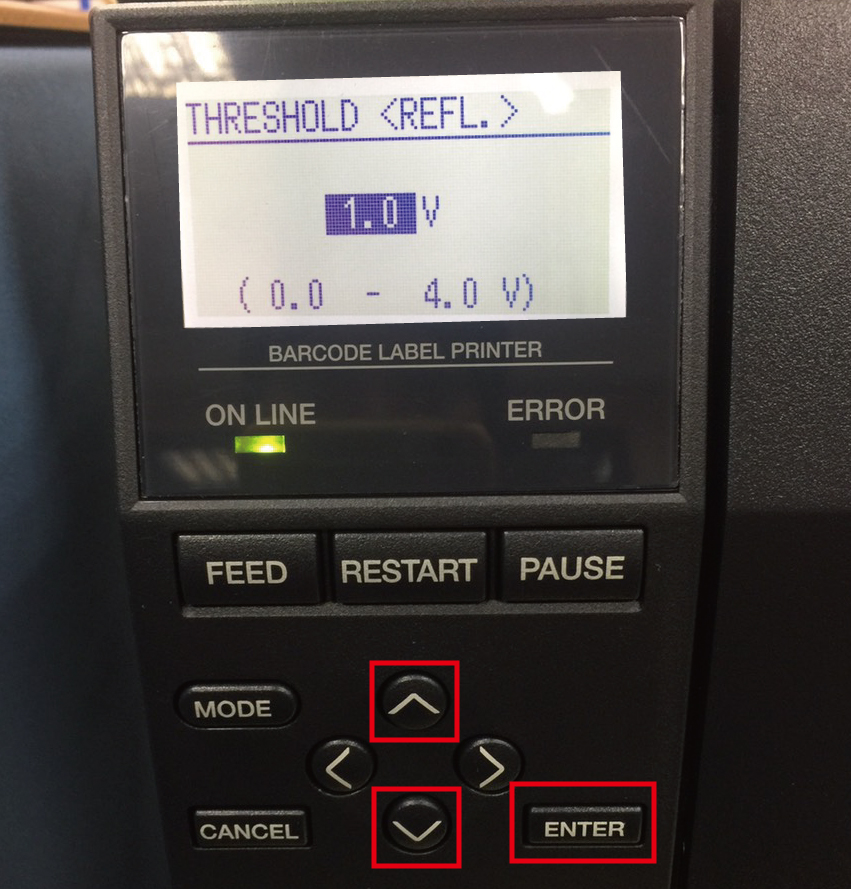 THRESHOLD <REFL.>
1.0 V
( 0.0 - 4.0 V)
BARCODE LABEL PRINTER
ON LINE ERROR
FEED RESTART PAUSE
MODE
CANCEL ENTER